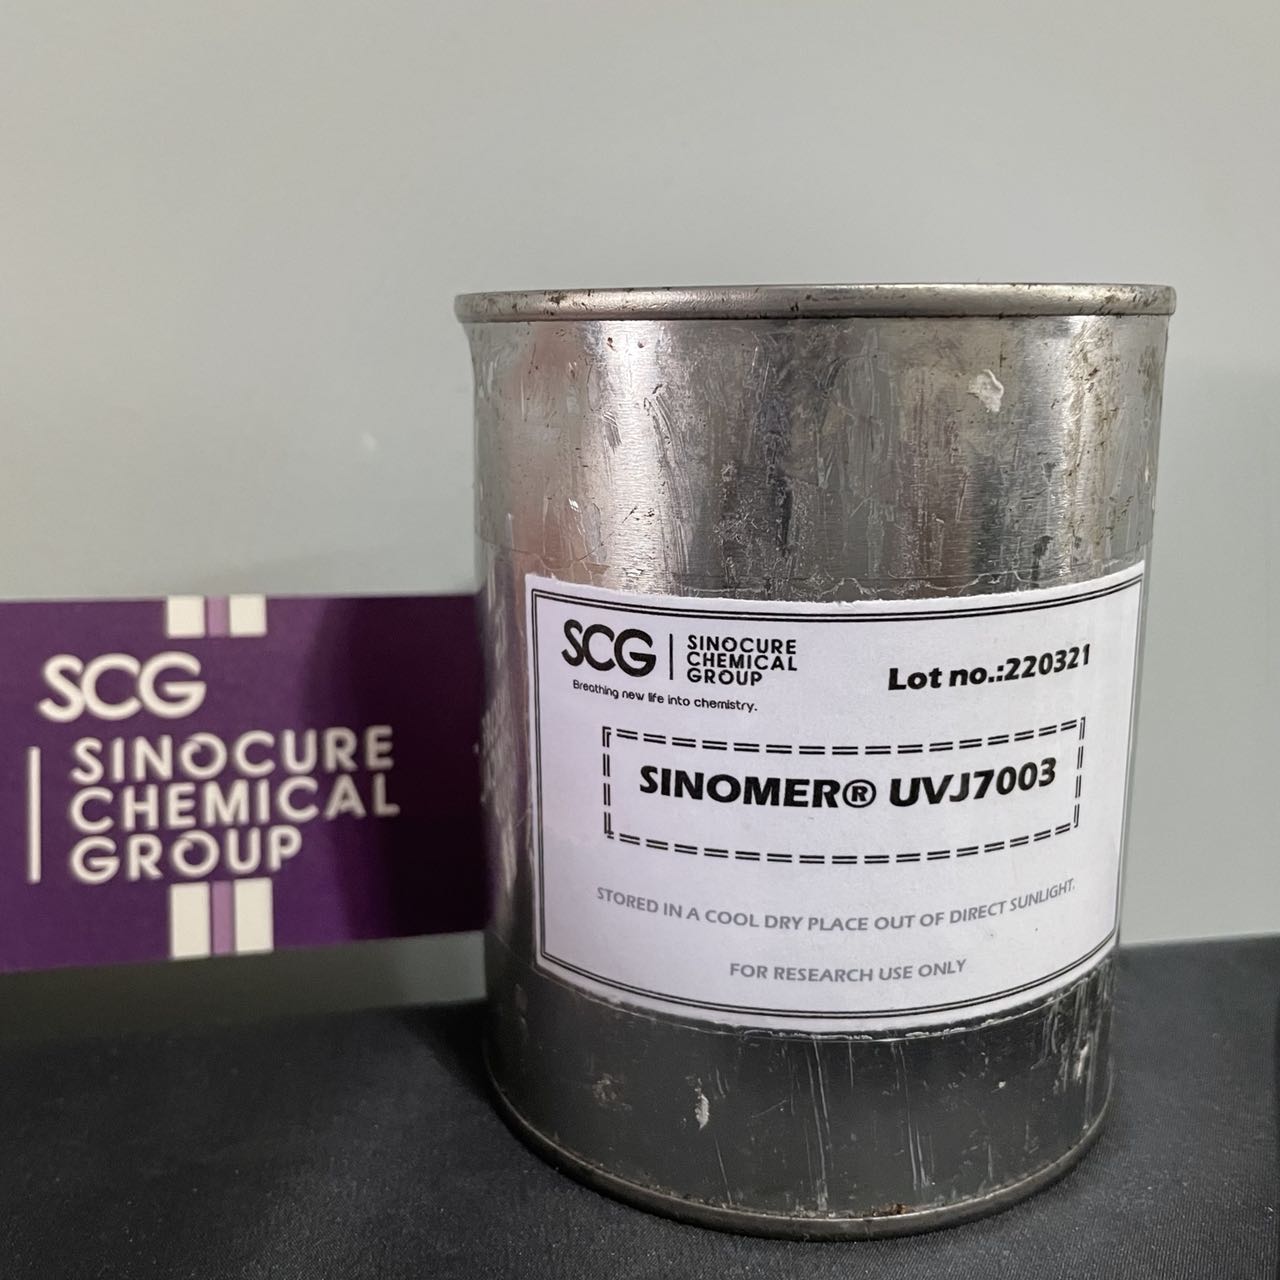 SCG
SINOCURE
CHEMICAL
GROUP
SCG
SINOCURE
CHEMICAL
GROUP
Breathing new life into chemistry.
Lot no.:220321
SINOMER® UVJ7003
STORED IN A COOL DRY PLACE OUT OF DIRECT SUNLIGHT.
FOR RESEARCH USE ONLY